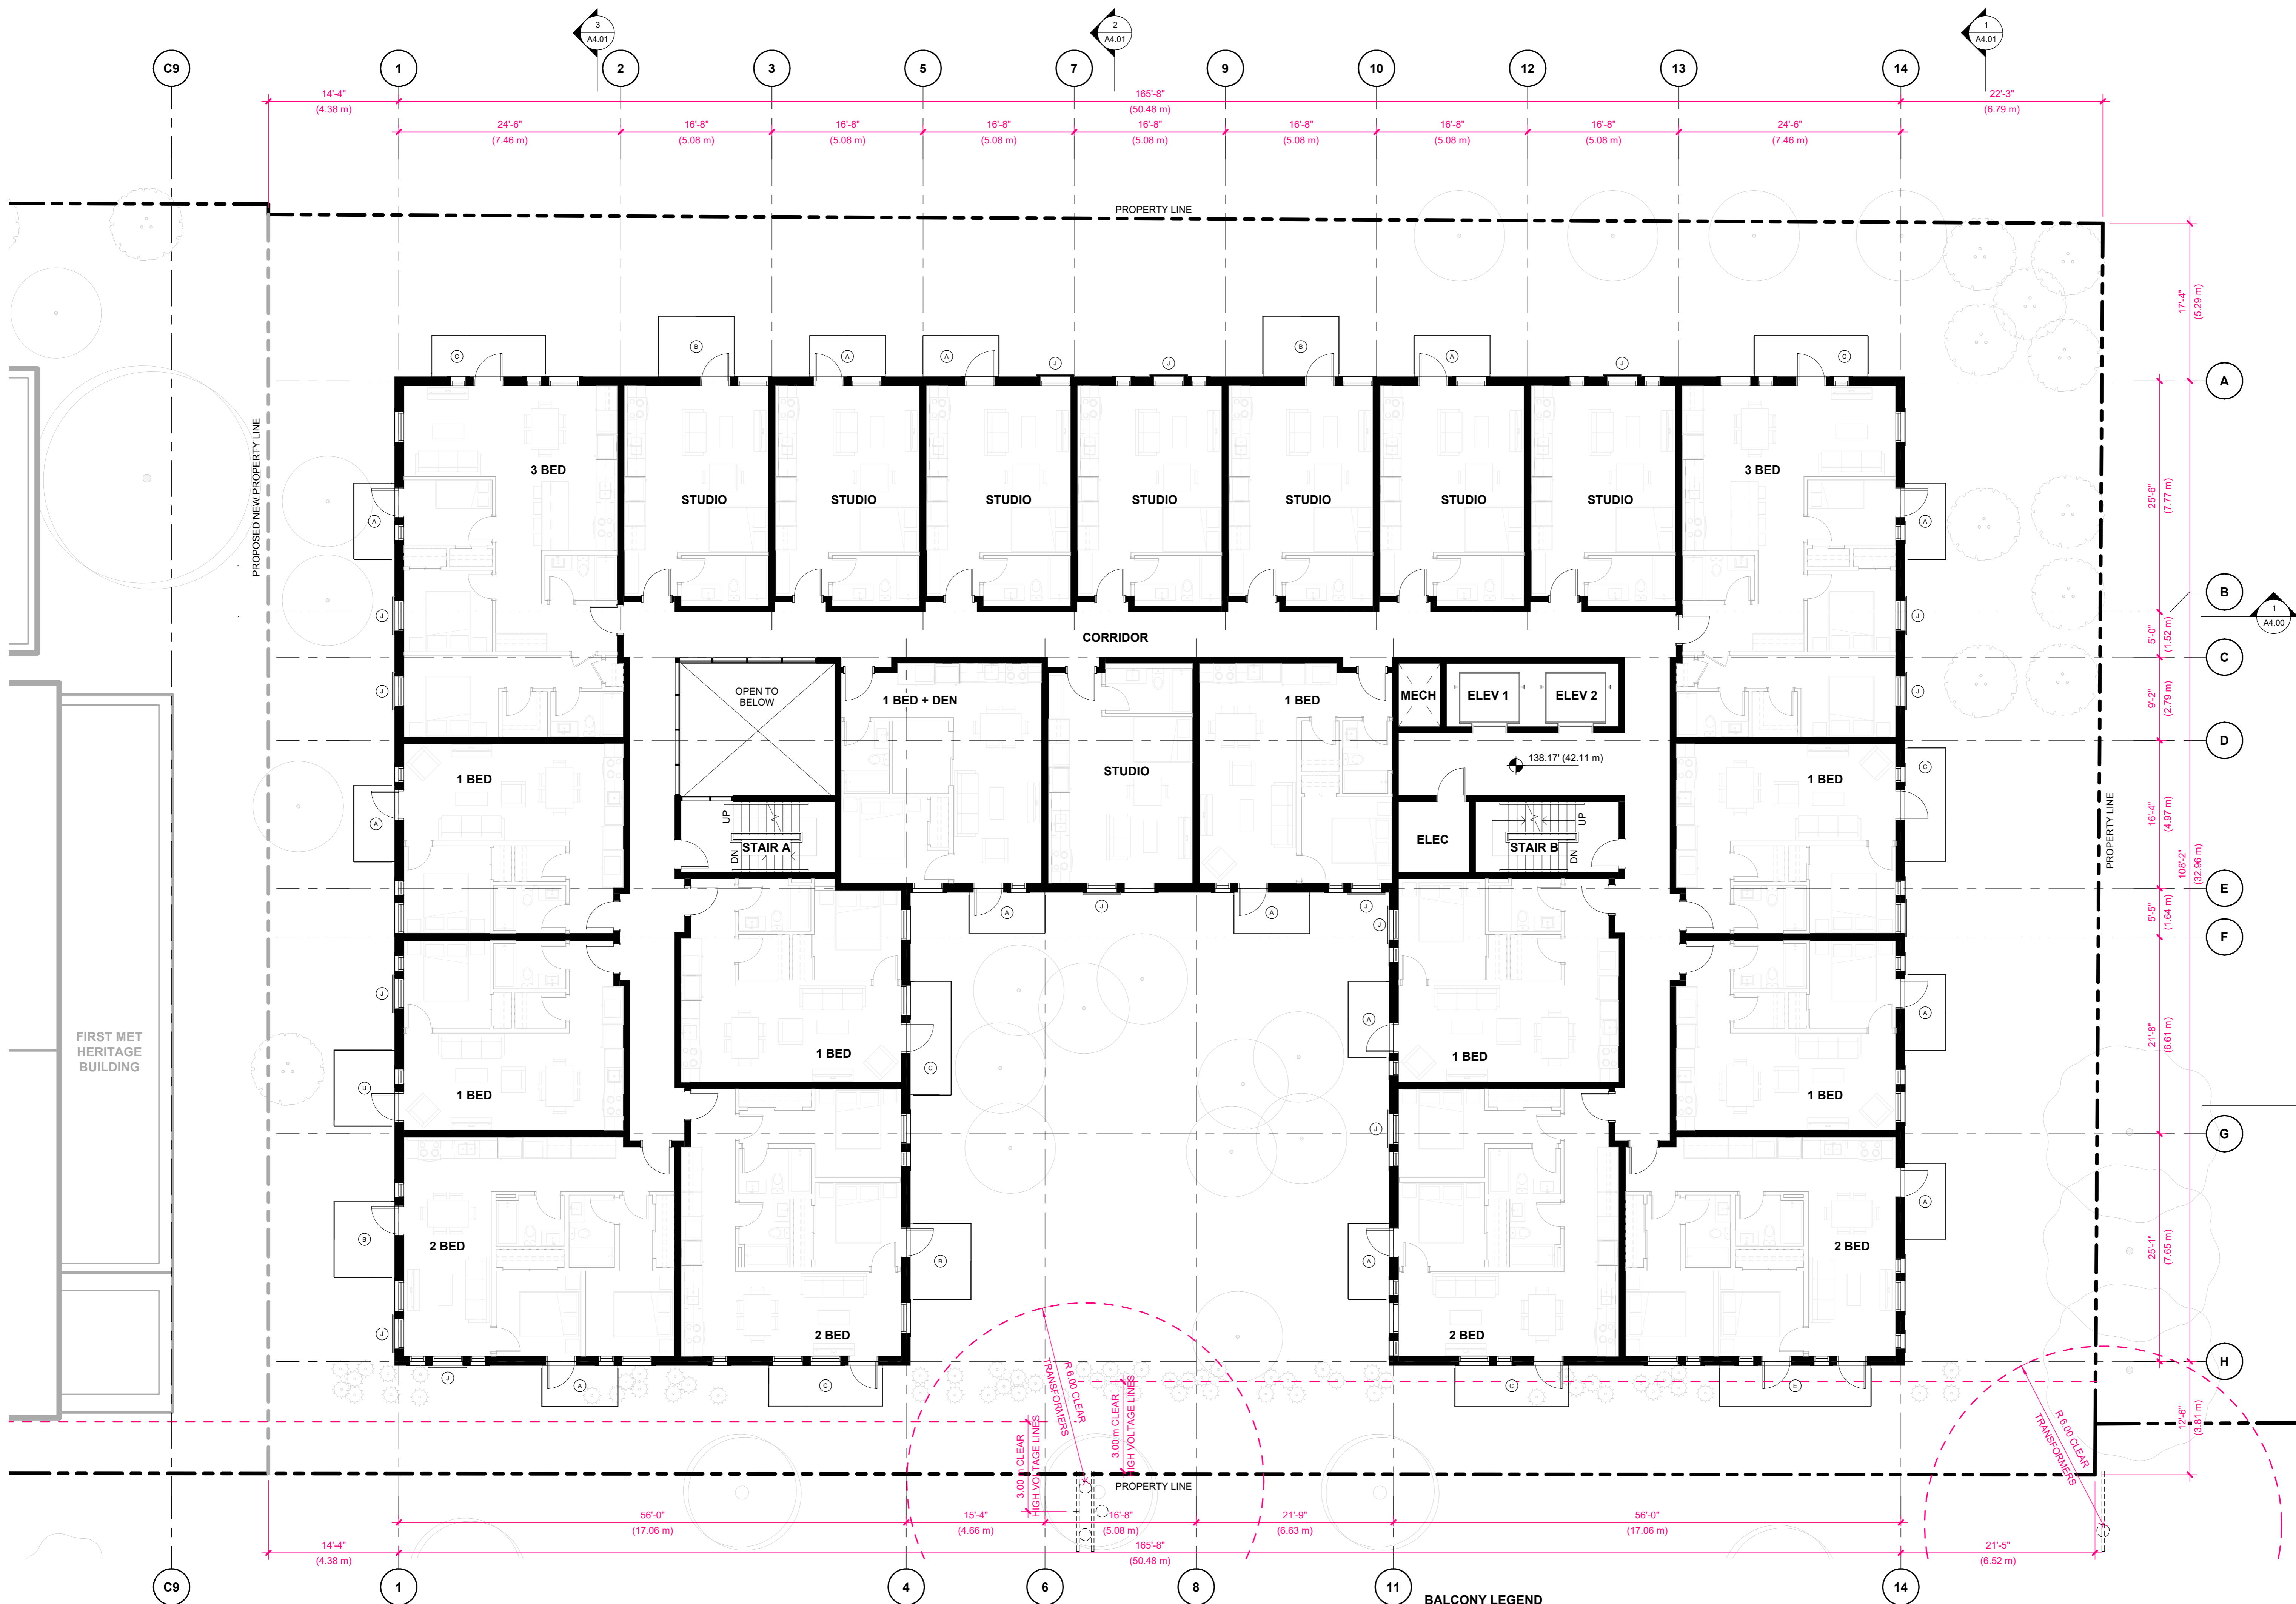 3
A4.01
2
A4.01
1
A4.01
C9
1
2
3
5
7
9
10
12
13
14
14'-4"
(4.38 m)
165'-8"
(50.48 m)
22'-3"
(6.79 m)
24'-6"
(7.46 m)
16'-8"
(5.08 m)
16'-8"
(5.08 m)
16'-8"
(5.08 m)
16'-8"
(5.08 m)
16'-8"
(5.08 m)
16'-8"
(5.08 m)
16'-8"
(5.08 m)
24'-6"
(7.46 m)
PROPERTY LINE
17'-4"
(5.29 m)
C
B
A
A
J
J
B
A
J
C
A
PROPOSED NEW PROPERTY LINE
3 BED
STUDIO
STUDIO
STUDIO
STUDIO
STUDIO
STUDIO
STUDIO
3 BED
25'-6"
(7.77 m)
A
A
B
1
A4.00
J
J
5'-0"
(1.52 m)
CORRIDOR
C
J
J
OPEN TO
BELOW
1 BED + DEN
STUDIO
1 BED
MECH
ELEV 1
ELEV 2
9'-2"
(2.79 m)
D
138.17' (42.11 m)
1 BED
1 BED
C
A
UP
DN
STAIR A
ELEC
STAIR B
UP
DN
16'-4"
(4.97 m)
PROPERTY LINE
108'-2"
(32.96 m)
E
A
J
A
J
J
5'-5"
(1.64 m)
F
J
A
A
FIRST MET
HERITAGE
BUILDING
1 BED
1 BED
1 BED
1 BED
B
C
21'-8"
(6.61 m)
J
G
A
B
B
A
2 BED
2 BED
2 BED
2 BED
25'-1"
(7.65 m)
J
J
A
C
C
E
H
R 6.00 CLEAR
TRANSFORMERS
3.00 m CLEAR
HIGH VOLTAGE LINES
3.00 m CLEAR
HIGH VOLTAGE LINES
R 6.00 CLEAR
TRANSFORMERS
12'-6"
(3.81 m)
PROPERTY LINE
56'-0"
(17.06 m)
15'-4"
(4.66 m)
16'-8"
(5.08 m)
21'-9"
(6.63 m)
56'-0"
(17.06 m)
14'-4"
(4.38 m)
165'-8"
(50.48 m)
21'-5"
(6.52 m)
C9
1
4
6
8
11
14
BALCONY LEGEND